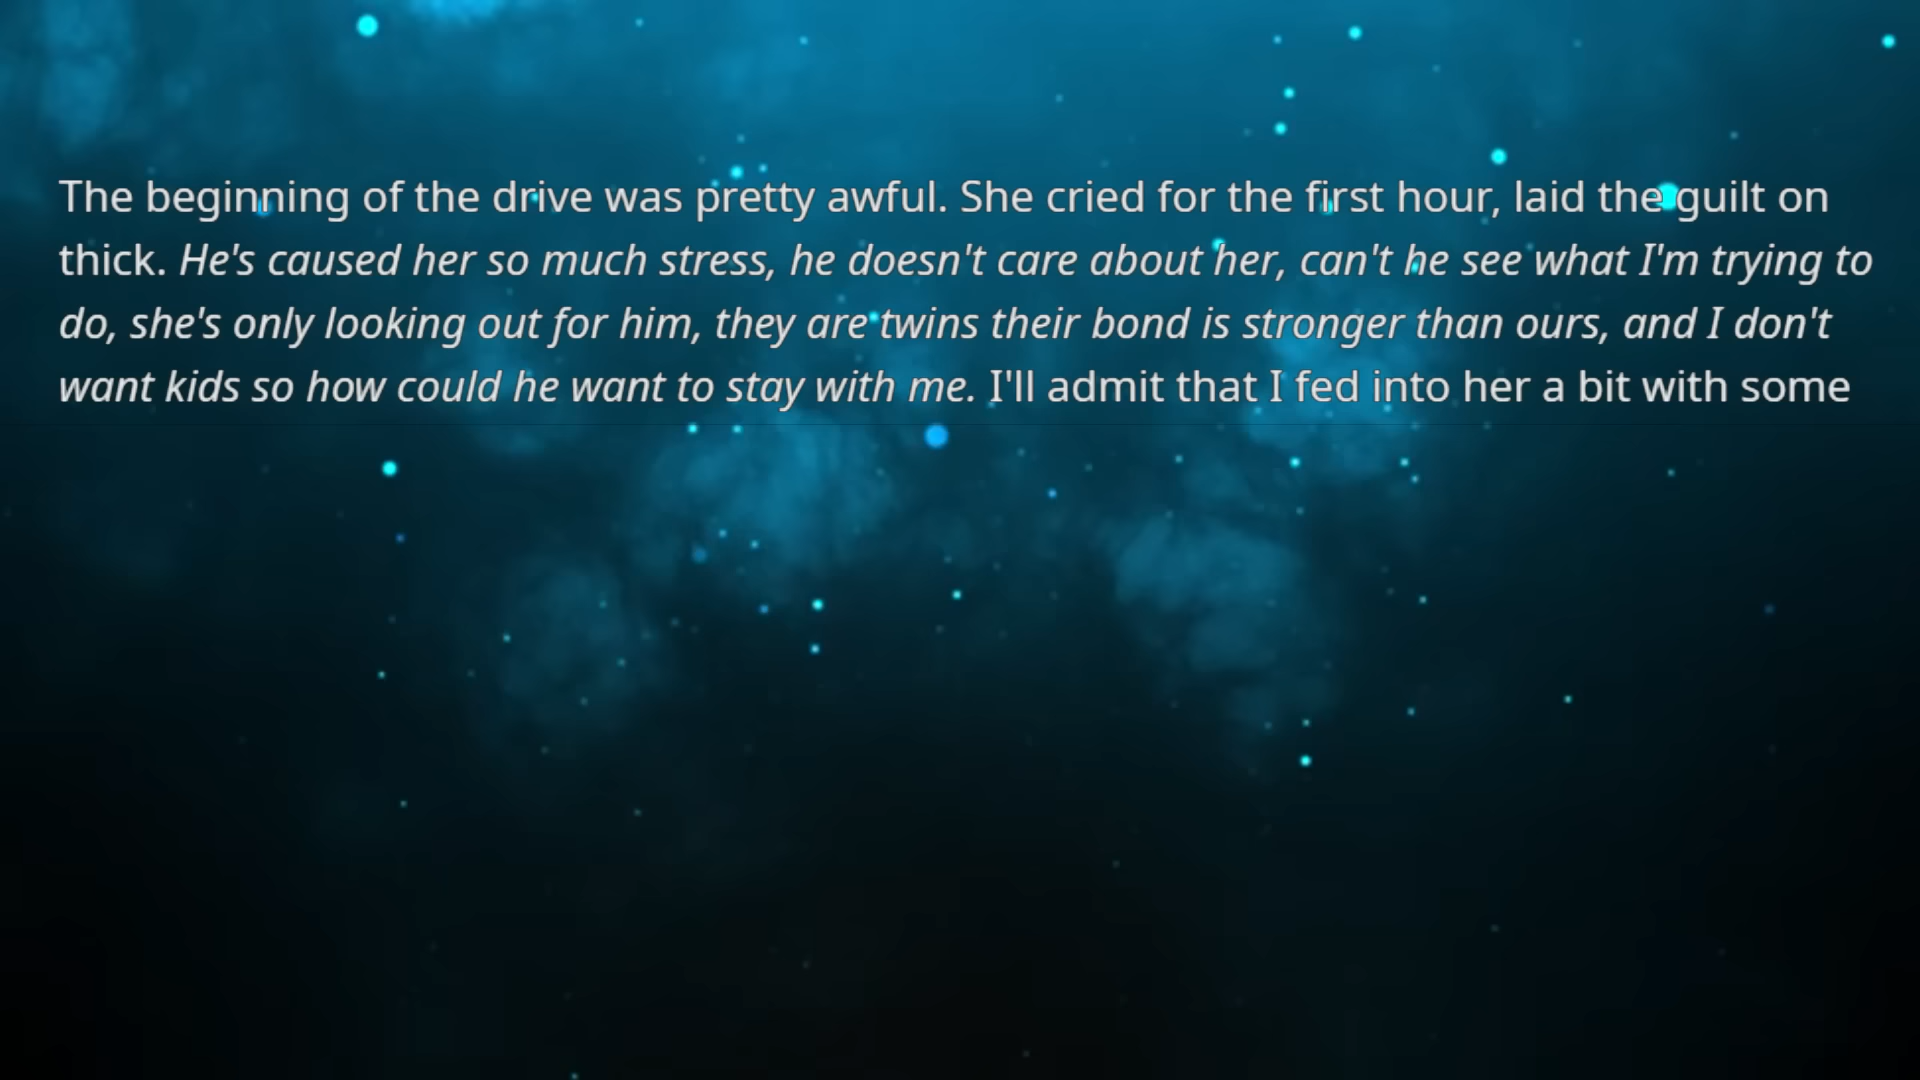 The beginning of the drive was pretty awful. She cried for the first hour, laid the guilt on
thick. He's caused her so much stress, he doesn't care about her, can't he see what I'm trying to
do, she's only looking out for him, they are twins their bond is stronger than ours, and I don't
want kids so how could he want to stay with me. I'll admit that I fed into her a bit with some